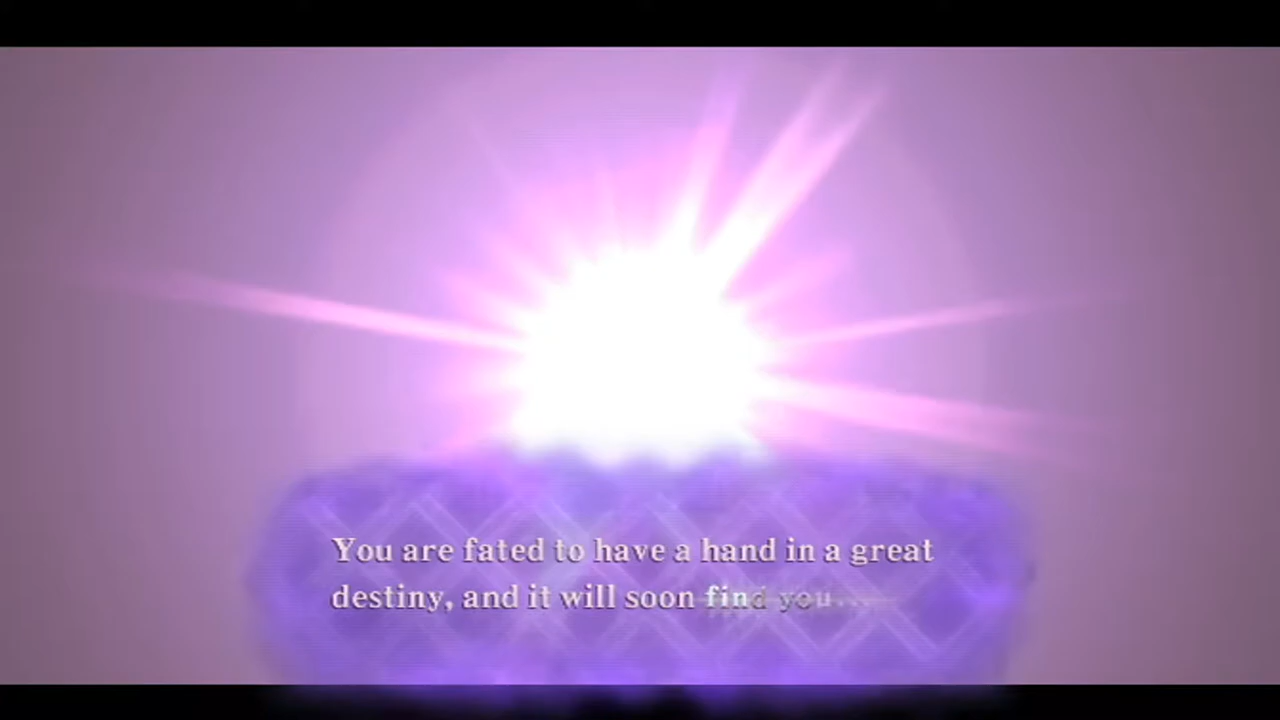 You are fated to have a hand in a great
destiny, and it will soon find you....